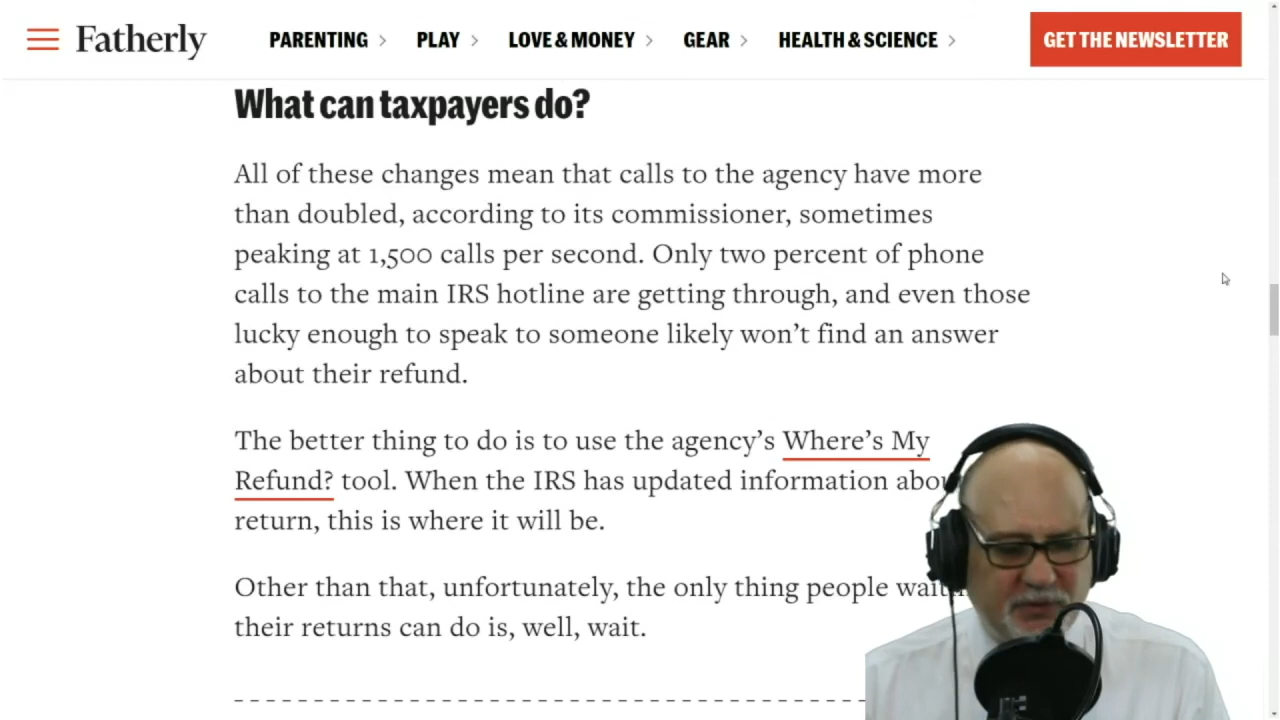 Fatherly
PARENTING
PLAY
LOVE & MONEY
GEAR
HEALTH & SCIENCE
GET THE NEWSLETTER
What can taxpayers do?
All of these changes mean that calls to the agency have more
than doubled, according to its commissioner, sometimes
peaking at 1,500 calls per second. Only two percent of phone
calls to the main IRS hotline are getting through, and even those
lucky enough to speak to someone likely won’t find an answer
about their refund.
The better thing to do is to use the agency’s Where’s My
Refund? tool. When the IRS has updated information
return, this is where it will be.
Other than that, unfortunately, the only thing people
their returns can do is, well, wait.